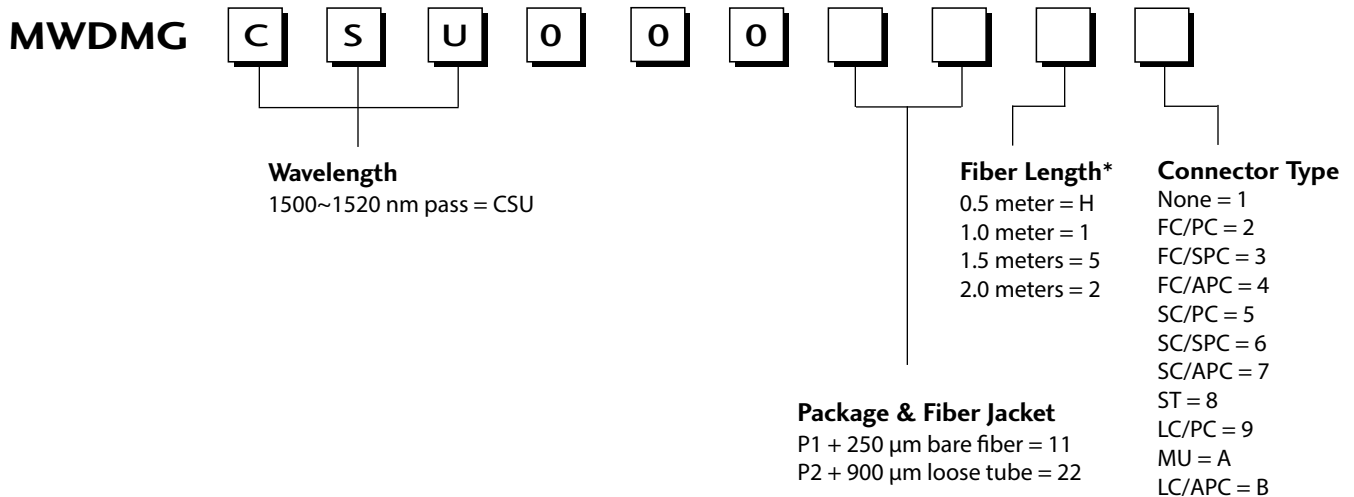 MWDMG C S U 0 0 0
Wavelength
1500~1520 nm pass = CSU
Fiber Length*
0.5 meter = H
1.0 meter = 1
1.5 meters = 5
2.0 meters = 2
Connector Type
None = 1
FC/PC = 2
FC/SPC = 3
FC/APC = 4
SC/PC = 5
SC/SPC = 6
SC/APC = 7
ST = 8
LC/PC = 9
MU = A
LC/APC = B
Package & Fiber Jacket
P1 + 250 µm bare fiber = 11
P2 + 900 µm loose tube = 22